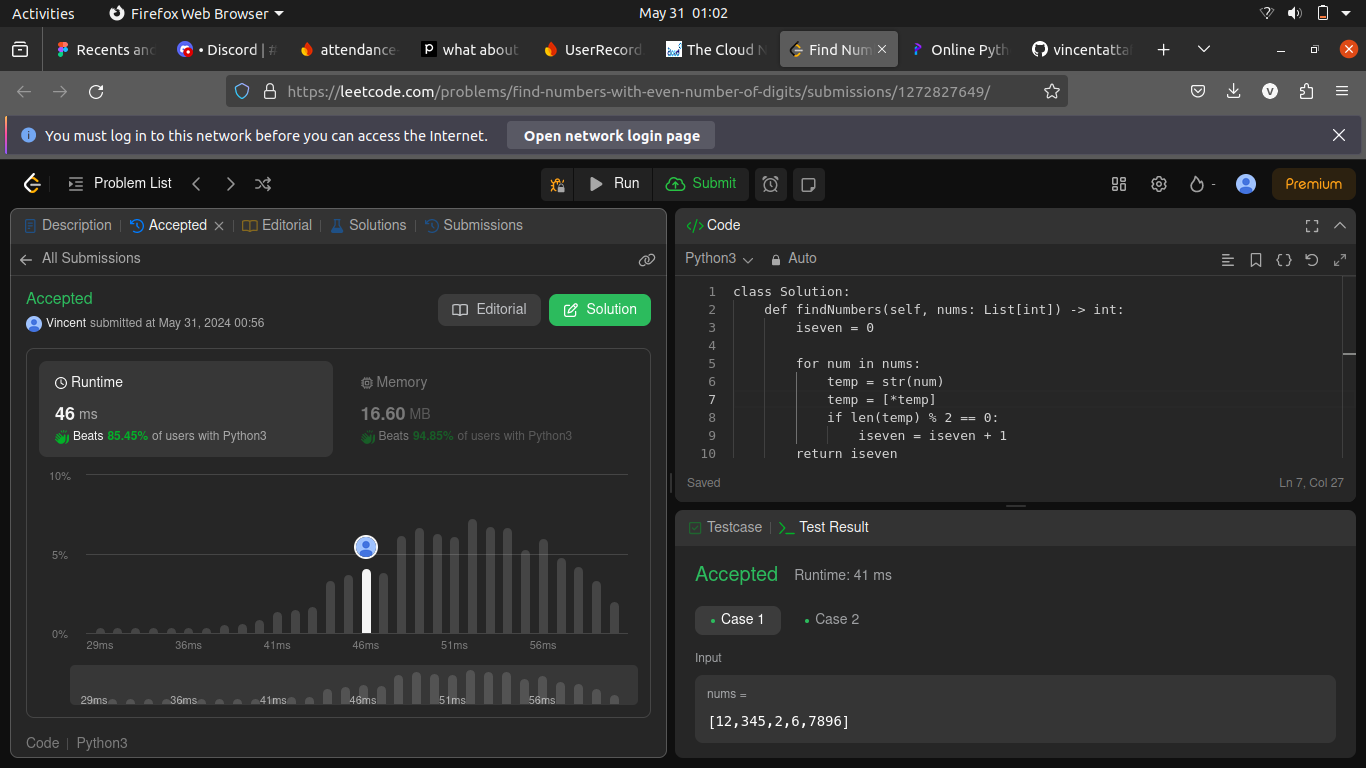 Activities Firefox Web Browser May 31 01:02
Recents and • Discord | # attendance- what about UserRecord. The Cloud N Find Num Online Pyth vincentatta
https://leetcode.com/problems/find-numbers-with-even-number-of-digits/submissions/1272827649/ V
You must log in to this network before you can access the Internet. Open network login page
Problem List Run Submit - Premium
Description | Accepted | Editorial | Solutions | Submissions
All Submissions
Accepted
Vincent submitted at May 31, 2024 00:56
Editorial Solution
Runtime
46 ms
Beats 85.45% of users with Python3
Memory
16.60 MB
Beats 94.85% of users with Python3
10%
5%
0%
29ms 36ms 41ms 46ms 51ms 56ms
29ms 36ms 41ms 46ms 51ms 56ms
Code | Python3
</> Code
Python3 Auto
1 class Solution:
2 def findNumbers(self, nums: List[int]) -> int:
3 iseven = 0
4
5 for num in nums:
6 temp = str(num)
7 temp = [*temp]
8 if len(temp) % 2 == 0:
9 iseven = iseven + 1
10 return iseven
Saved Ln 7, Col 27
Testcase | >_ Test Result
Accepted Runtime: 41 ms
• Case 1 • Case 2
Input
nums =
[12,345,2,6,7896]